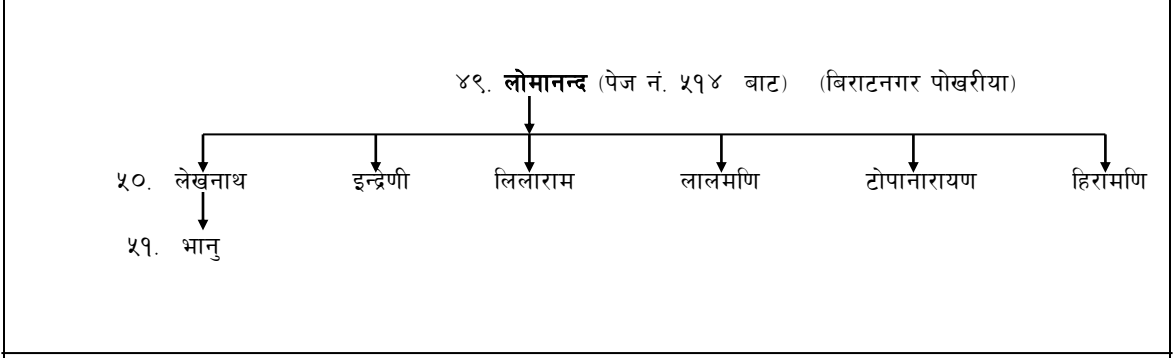 ४९. लोमानन्द (पेज नं. ५१४ बाट) (बिराटनगर पोखरीया)
५०. लेखनाथ इन्द्रेणी लिलाराम लालमणि टोपानारायण हिरामणि
५१. भानु